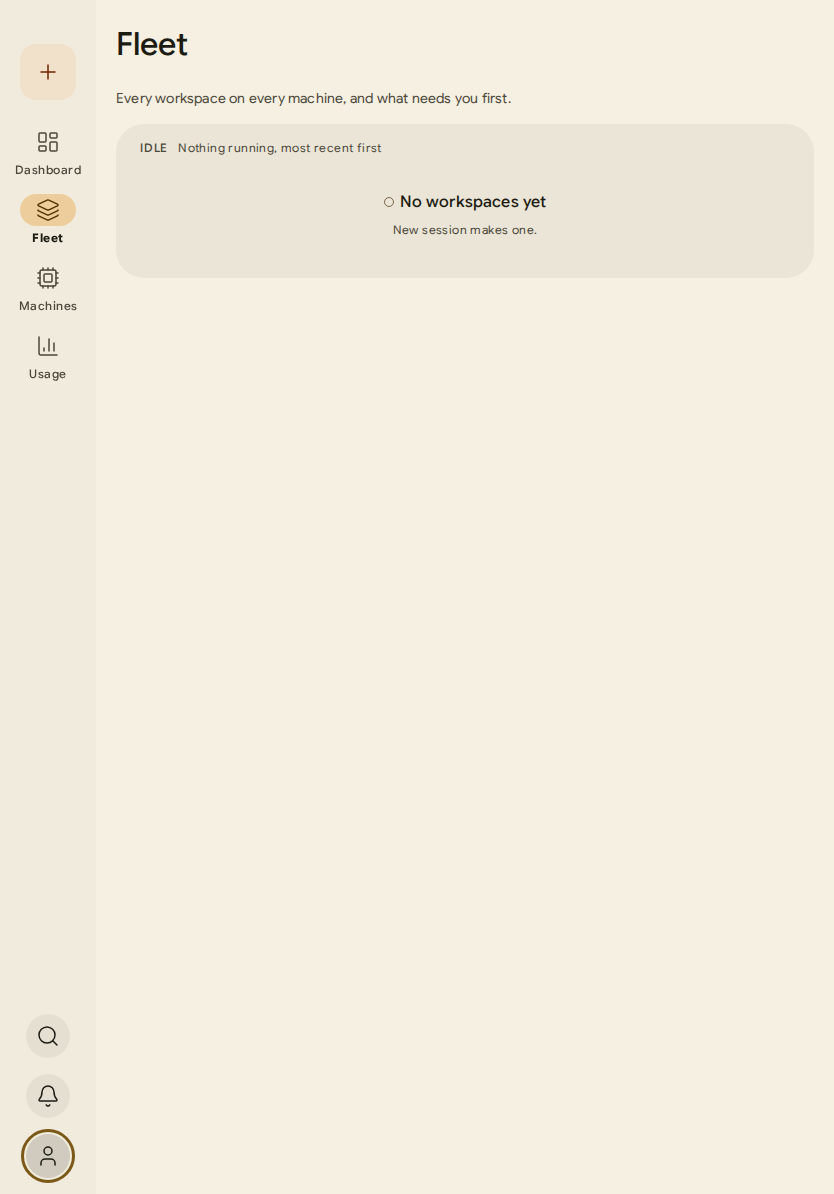 Fleet
Every workspace on every machine, and what needs you first.
IDLE Nothing running, most recent first
No workspaces yet
New session makes one.
Dashboard
Fleet
Machines
Usage